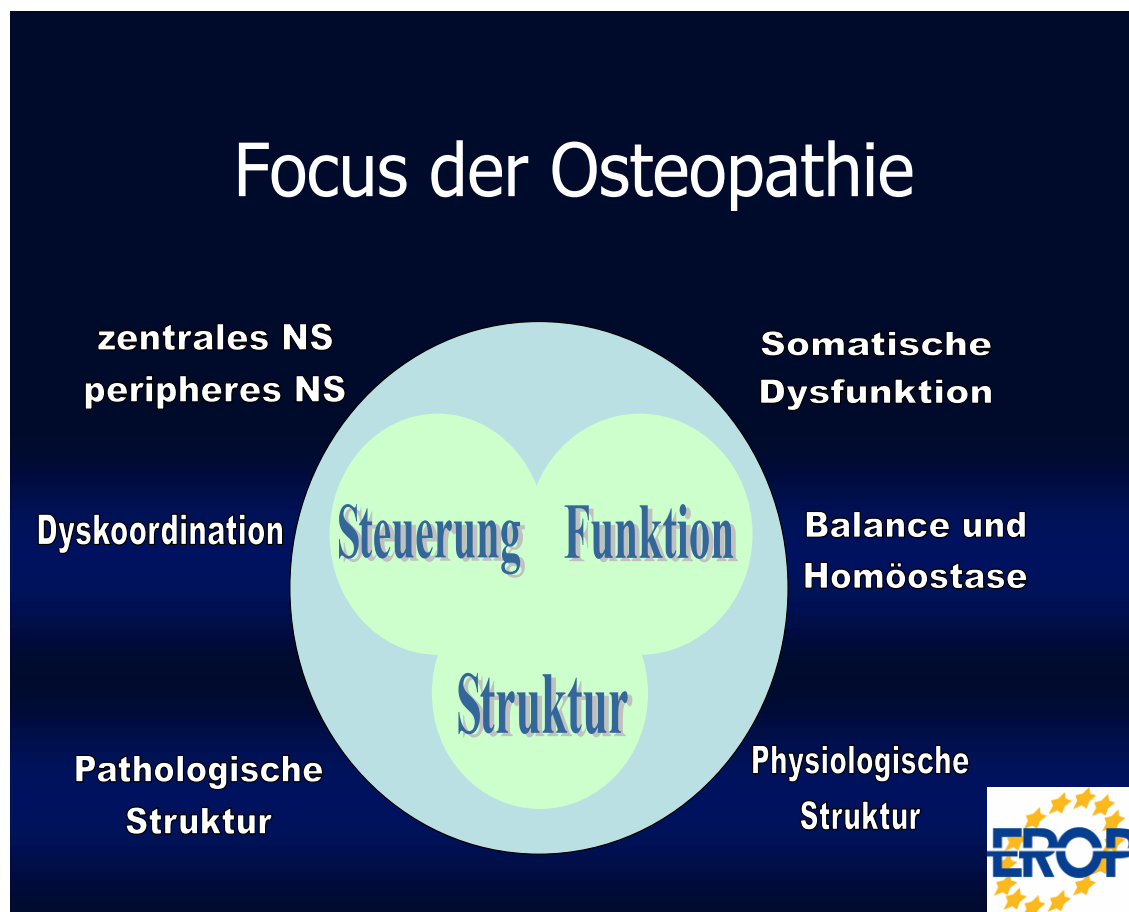 Focus der Osteopathie
zentrales NS
peripheres NS
Somatische
Dysfunktion
Dyskoordination
Steuerung
Funktion
Balance und
Homöostase
Struktur
Pathologische
Struktur
Physiologische
Struktur
EROP